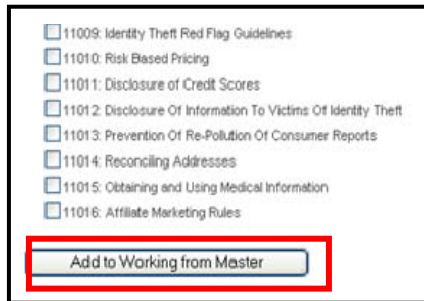 11009: Identity Theft Red Flag Guidelines
11010: Risk Based Pricing
11011: Disclosure of Credit Scores
11012: Disclosure Of Information To Victims Of Identity Theft
11013: Prevention Of Re-Pollution Of Consumer Reports
11014: Reconciling Addresses
11015: Obtaining and Using Medical Information
11016: Affiliate Marketing Rules
Add to Working from Master